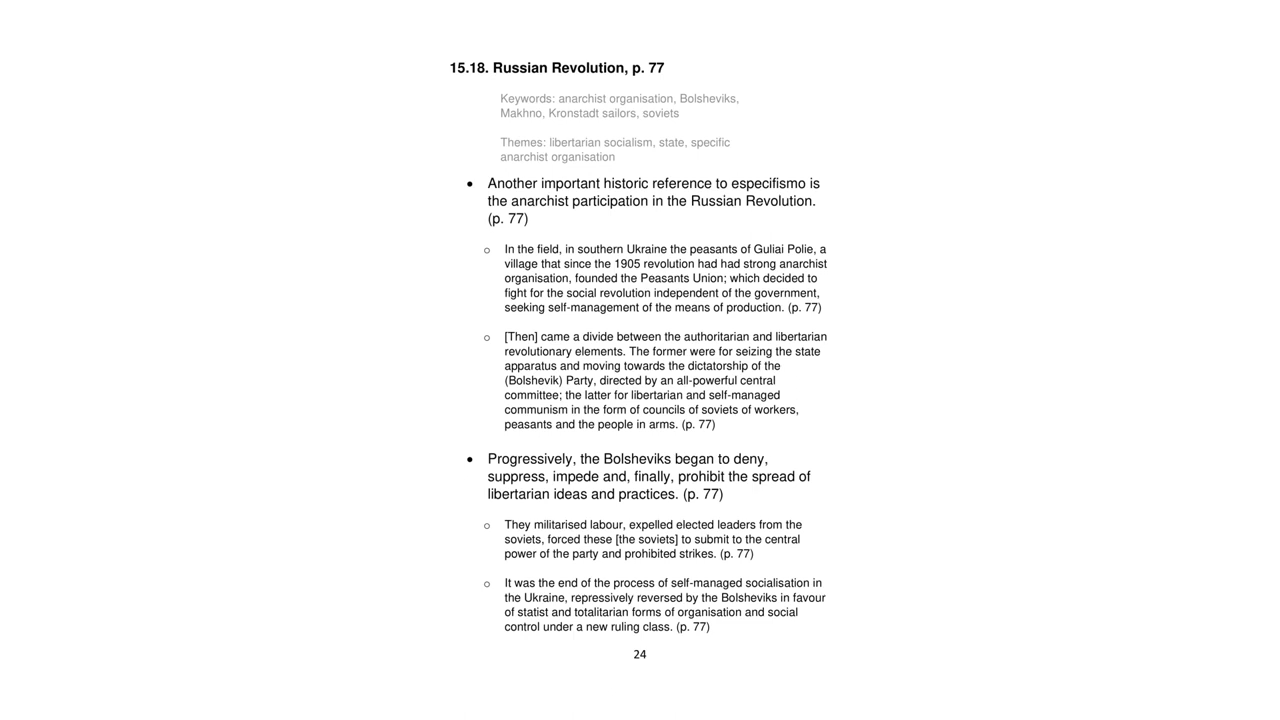 15.18. Russian Revolution, p. 77
Keywords: anarchist organisation, Bolsheviks,
Makhno, Kronstadt sailors, soviets
Themes: libertarian socialism, state, specific
anarchist organisation
• Another important historic reference to especifismo is
the anarchist participation in the Russian Revolution.
(p. 77)
o In the field, in southern Ukraine the peasants of Guliai Polie, a
village that since the 1905 revolution had had strong anarchist
organisation, founded the Peasants Union; which decided to
fight for the social revolution independent of the government,
seeking self-management of the means of production. (p. 77)
o [Then] came a divide between the authoritarian and libertarian
revolutionary elements. The former were for seizing the state
apparatus and moving towards the dictatorship of the
(Bolshevik) Party, directed by an all-powerful central
committee; the latter for libertarian and self-managed
communism in the form of councils of soviets of workers,
peasants and the people in arms. (p. 77)
• Progressively, the Bolsheviks began to deny,
suppress, impede and, finally, prohibit the spread of
libertarian ideas and practices. (p. 77)
o They militarised labour, expelled elected leaders from the
soviets, forced these [the soviets] to submit to the central
power of the party and prohibited strikes. (p. 77)
o It was the end of the process of self-managed socialisation in
the Ukraine, repressively reversed by the Bolsheviks in favour
of statist and totalitarian forms of organisation and social
control under a new ruling class. (p. 77)
24